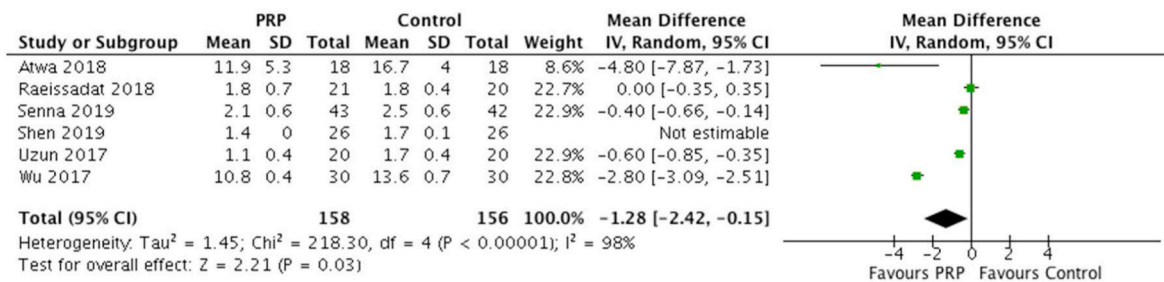 PRP Control Mean Difference Mean Difference
Study or Subgroup Mean SD Total Mean SD Total Weight IV, Random, 95% CI IV, Random, 95% CI
Atwa 2018 11.9 5.3 18 16.7 4 18 8.6% −4.80 [−7.87, −1.73]
Raeissadat 2018 1.8 0.7 21 1.8 0.4 20 22.7% 0.00 [−0.35, 0.35]
Senna 2019 2.1 0.6 43 2.5 0.6 42 22.9% −0.40 [−0.66, −0.14]
Shen 2019 1.4 0 26 1.7 0.1 26 Not estimable
Uzun 2017 1.1 0.4 20 1.7 0.4 20 22.9% −0.60 [−0.85, −0.35]
Wu 2017 10.8 0.4 30 13.6 0.7 30 22.8% −2.80 [−3.09, −2.51]
Total (95% CI) 158 156 100.0% −1.28 [−2.42, −0.15]
Heterogeneity: Tau² = 1.45; Chi² = 218.30, df = 4 (P < 0.00001); I² = 98%
Test for overall effect: Z = 2.21 (P = 0.03)
−4 −2 0 2 4
Favours PRP Favours Control